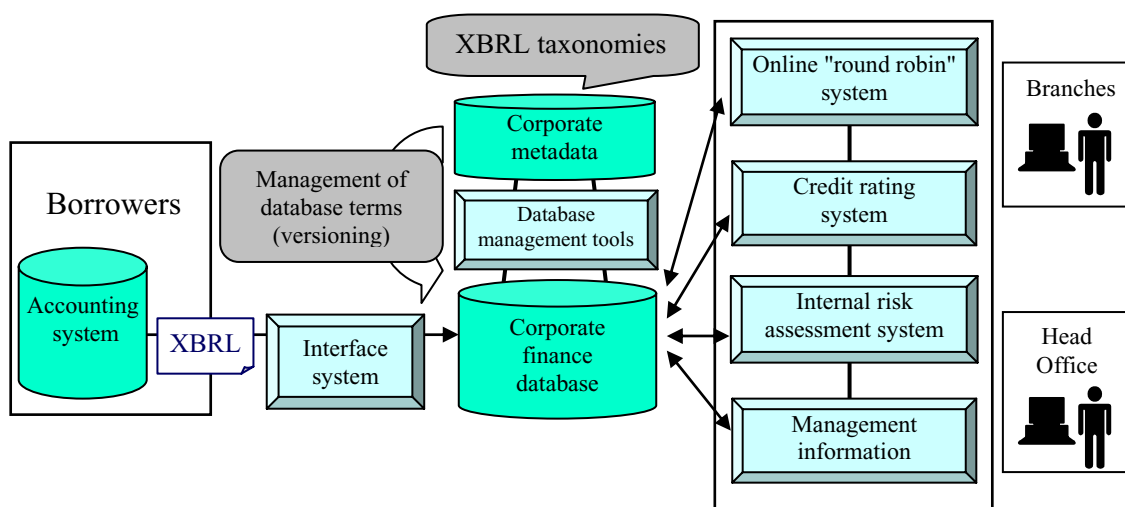 XBRL taxonomies
Borrowers
Accounting
system
XBRL
Interface
system
Management of
database terms
(versioning)
Corporate
metadata
Database
management tools
Corporate
finance
database
Online "round robin"
system
Credit rating
system
Internal risk
assessment system
Management
information
Branches
Head
Office